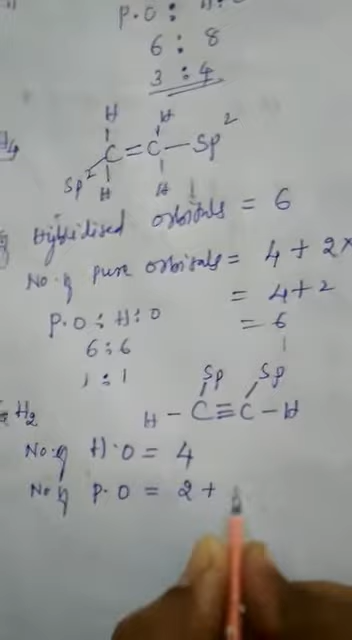 P.O : H
6 : 8
3 : 4
H H
Sp² C = C — Sp²
H H
Hybridised orbitals = 6
No. of pure orbitals = 4 + 2×
= 4 + 2
P.O : H : O = 6
6 : 6
1 : 1
Sp Sp
H₂ H – C ≡ C – H
No. of H.O = 4
No. of P.O = 2 +